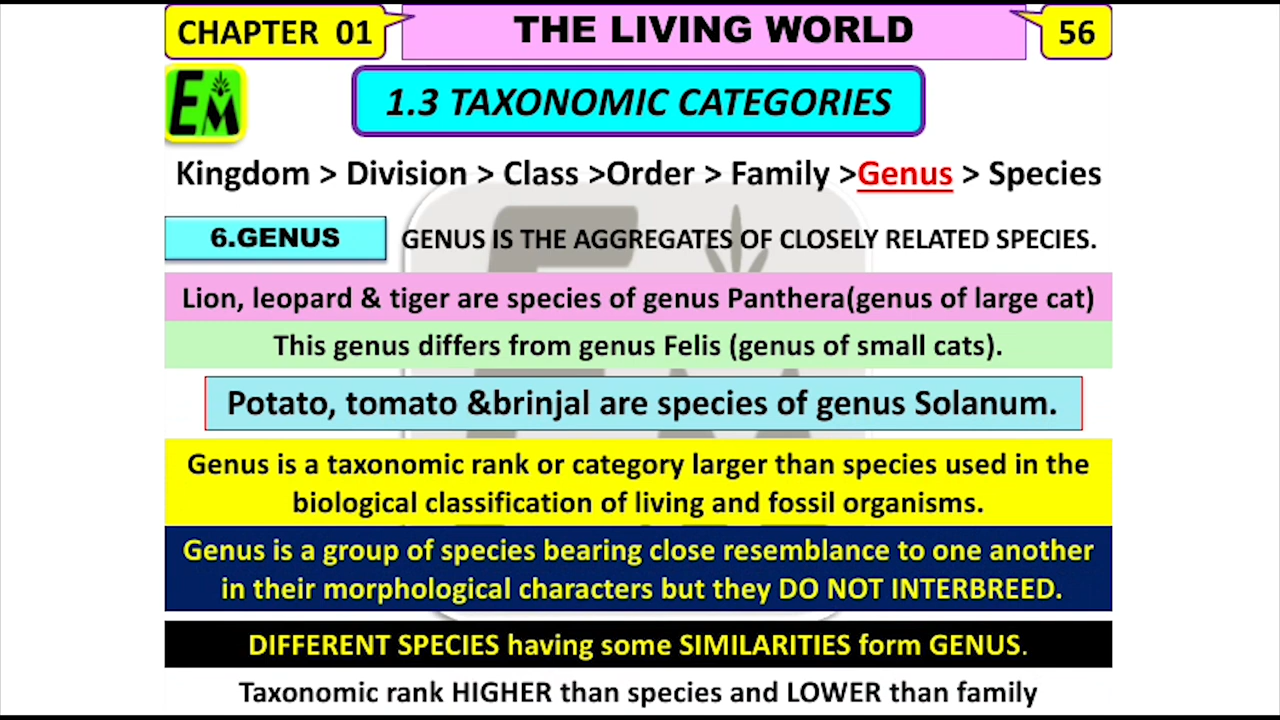 CHAPTER 01
THE LIVING WORLD
56
EM
1.3 TAXONOMIC CATEGORIES
Kingdom > Division > Class >Order > Family >Genus > Species
6.GENUS
GENUS IS THE AGGREGATES OF CLOSELY RELATED SPECIES.
Lion, leopard & tiger are species of genus Panthera(genus of large cat)
This genus differs from genus Felis (genus of small cats).
Potato, tomato &brinjal are species of genus Solanum.
Genus is a taxonomic rank or category larger than species used in the
biological classification of living and fossil organisms.
Genus is a group of species bearing close resemblance to one another
in their morphological characters but they DO NOT INTERBREED.
DIFFERENT SPECIES having some SIMILARITIES form GENUS.
Taxonomic rank HIGHER than species and LOWER than family